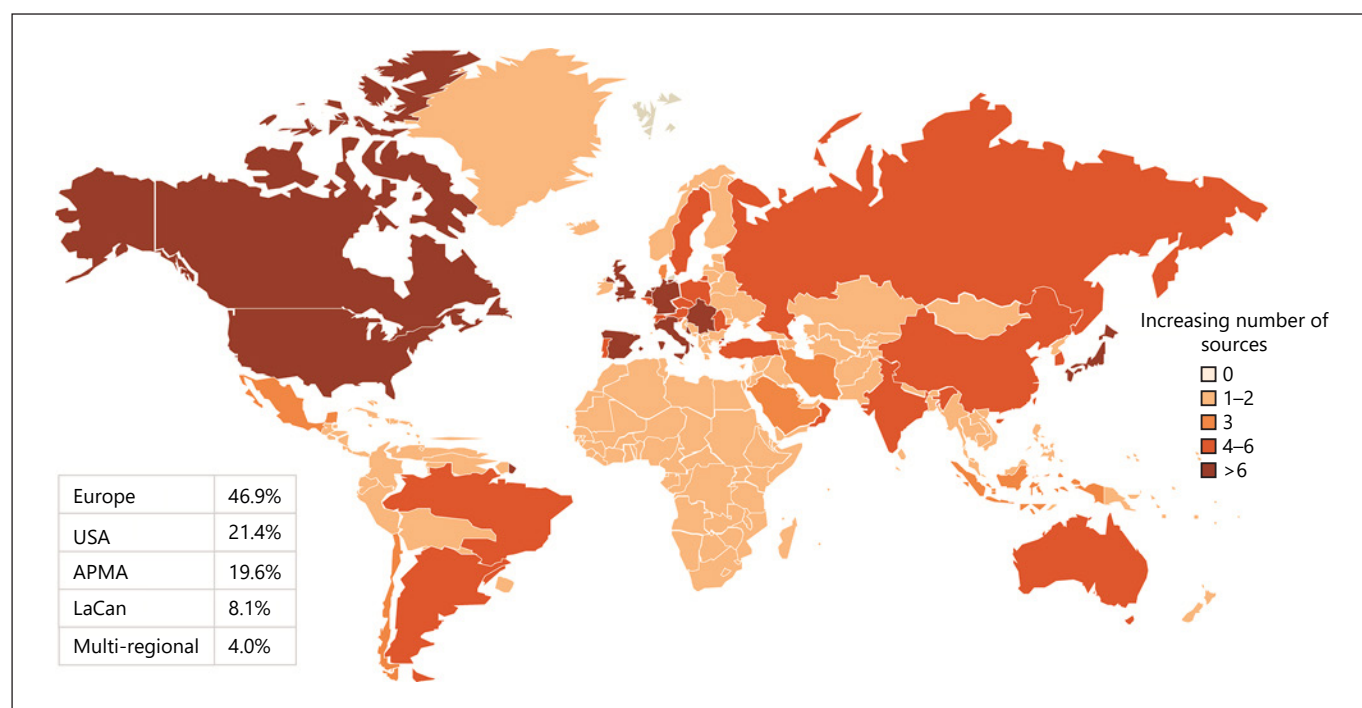 Increasing number of
sources
0
1–2
3
4–6
>6
Europe 46.9%
USA 21.4%
APMA 19.6%
LaCan 8.1%
Multi-regional 4.0%